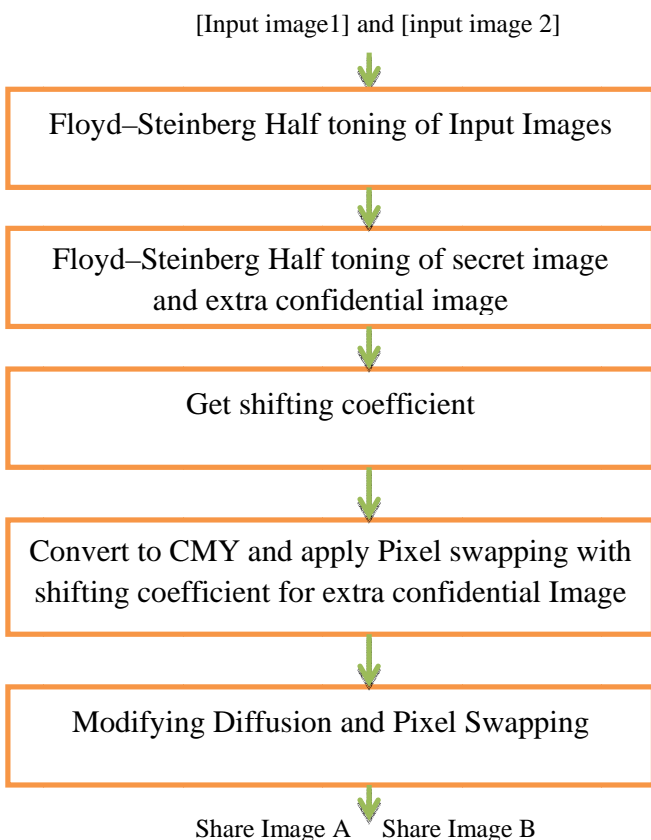 [Input image1] and [input image 2]
Floyd–Steinberg Half toning of Input Images
Floyd–Steinberg Half toning of secret image
and extra confidential image
Get shifting coefficient
Convert to CMY and apply Pixel swapping with
shifting coefficient for extra confidential Image
Modifying Diffusion and Pixel Swapping
Share Image A Share Image B